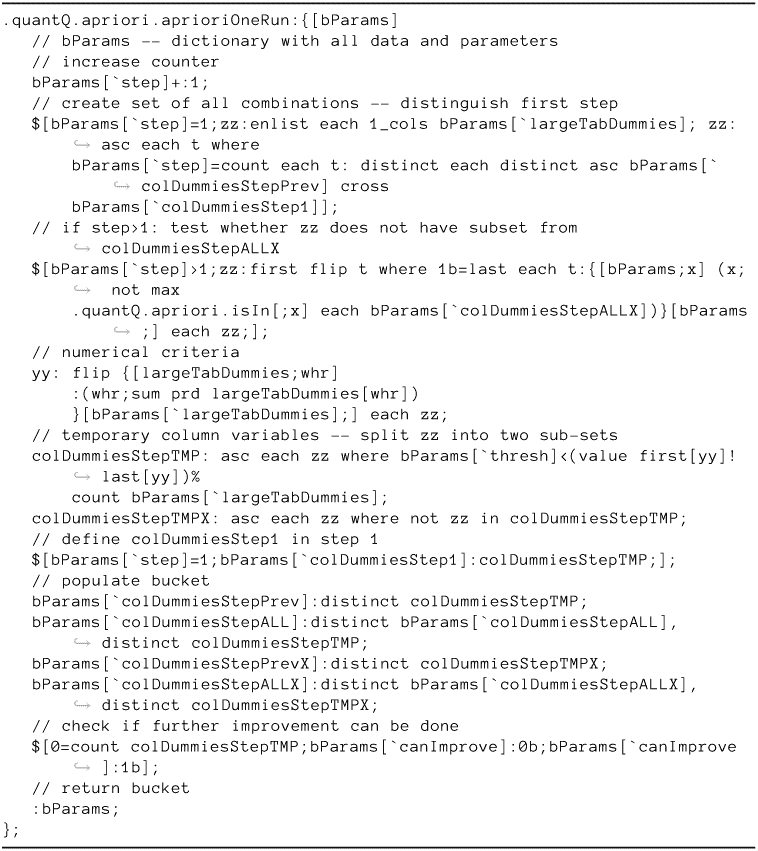 .quantQ.apriori.aprioriOneRun:{[bParams]
// bParams -- dictionary with all data and parameters
// increase counter
bParams[`step]+:1;
// create set of all combinations -- distinguish first step
$[bParams[`step]=1;zz:enlist each 1_cols bParams[`largeTabDummies]; zz:
↪ asc each t where
bParams[`step]=count each t: distinct each distinct asc bParams[`
↪ colDummiesStepPrev] cross
bParams[`colDummiesStep1]];
// if step>1: test whether zz does not have subset from
↪ colDummiesStepALLX
$[bParams[`step]>1;zz:first flip t where 1b=last each t:{[bParams;x] (x;
↪ not max
.quantQ.apriori.isIn[;x] each bParams[`colDummiesStepALLX])}[bParams
↪ ;] each zz;];
// numerical criteria
yy: flip {[largeTabDummies;whr]
:(whr;sum prd largeTabDummies[whr])
}[bParams[`largeTabDummies];] each zz;
// temporary column variables -- split zz into two sub-sets
colDummiesStepTMP: asc each zz where bParams[`thresh]<(value first[yy]!
↪ last[yy])%
count bParams[`largeTabDummies];
colDummiesStepTMPX: asc each zz where not zz in colDummiesStepTMP;
// define colDummiesStep1 in step 1
$[bParams[`step]=1;bParams[`colDummiesStep1]:colDummiesStepTMP;];
// populate bucket
bParams[`colDummiesStepPrev]:distinct colDummiesStepTMP;
bParams[`colDummiesStepALL]:distinct bParams[`colDummiesStepALL],
↪ distinct colDummiesStepTMP;
bParams[`colDummiesStepPrevX]:distinct colDummiesStepTMPX;
bParams[`colDummiesStepALLX]:distinct bParams[`colDummiesStepALLX],
↪ distinct colDummiesStepTMPX;
// check if further improvement can be done
$[0=count colDummiesStepTMP;bParams[`canImprove]:0b;bParams[`canImprove
↪ ]:1b];
// return bucket
:bParams;
};